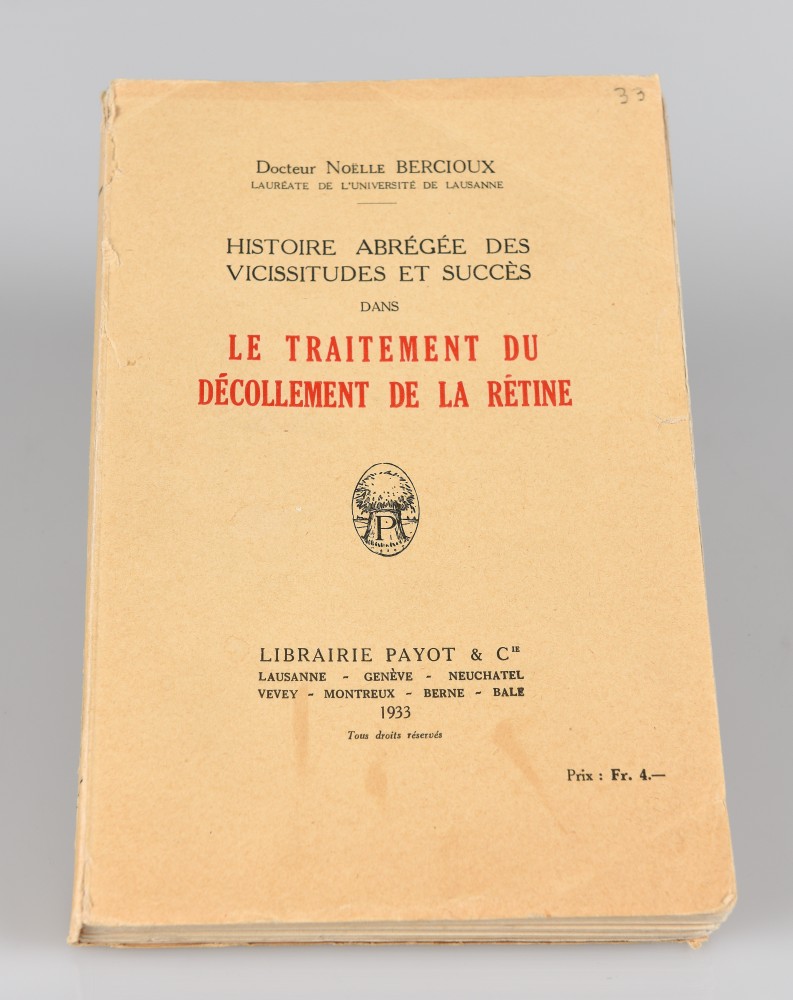 33
Docteur NOËLLE BERCIOUX
LAURÉATE DE L'UNIVERSITÉ DE LAUSANNE
HISTOIRE ABRÉGÉE DES
VICISSITUDES ET SUCCÈS
DANS
LE TRAITEMENT DU
DÉCOLLEMENT DE LA RÉTINE
P
LIBRAIRIE PAYOT & CIE
LAUSANNE - GENÈVE - NEUCHATEL
VEVEY - MONTREUX - BERNE - BALE
1933
Tous droits réservés
Prix : Fr. 4.—